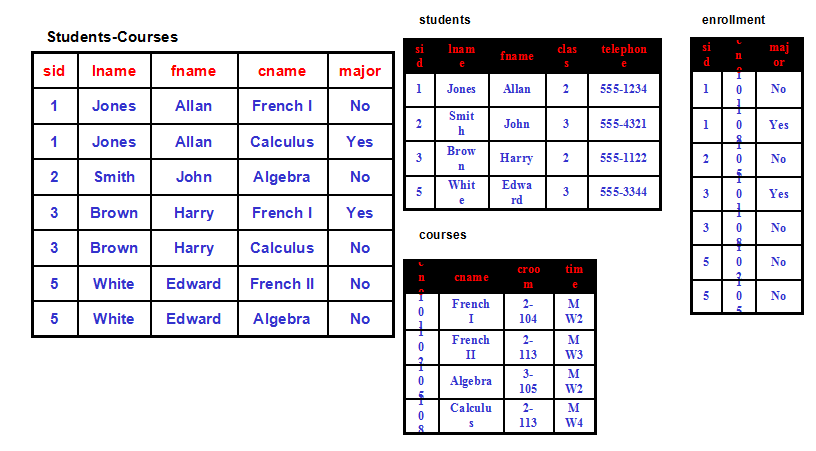 Students-Courses
sid lname fname cname major
1 Jones Allan French I No
1 Jones Allan Calculus Yes
2 Smith John Algebra No
3 Brown Harry French I Yes
3 Brown Harry Calculus No
5 White Edward French II No
5 White Edward Algebra No
students
sid lname fname class telephone
1 Jones Allan 2 555-1234
2 Smith John 3 555-4321
3 Brown Harry 2 555-1122
5 White Edward 3 555-3344
courses
cname croom time
101 French I 2-104 MW2
102 French II 2-113 MW3
105 Algebra 3-105 MW2
108 Calculus 2-113 MW4
enrollment
sid major
1 101 No
1 108 Yes
2 105 No
3 101 Yes
3 108 No
5 102 No
5 105 No